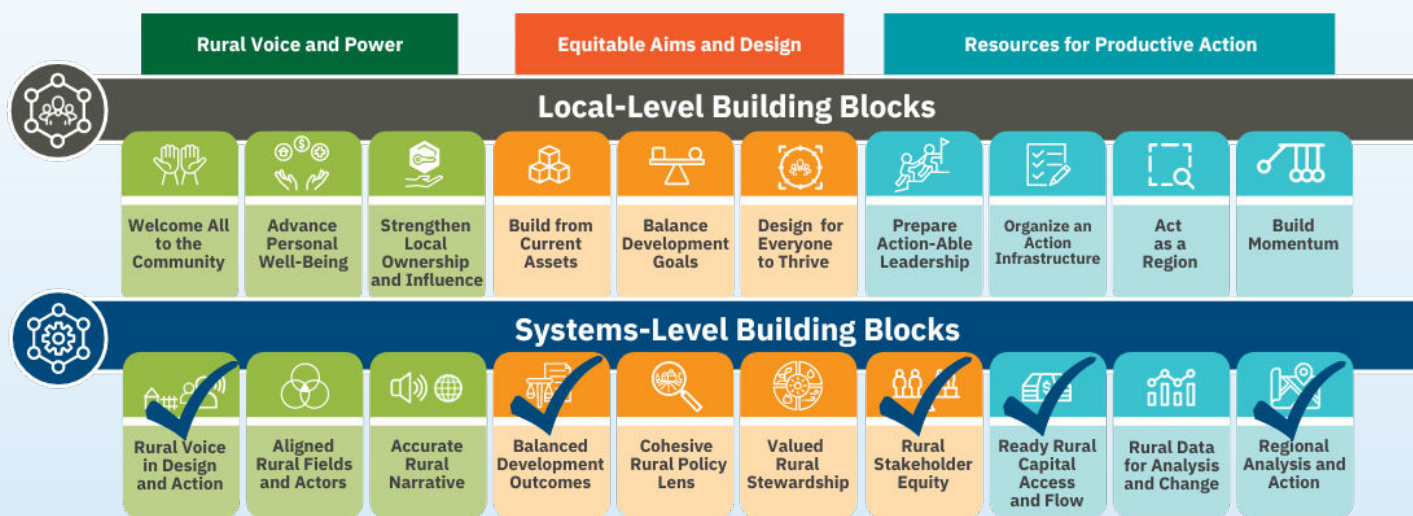 Rural Voice and Power
Equitable Aims and Design
Resources for Productive Action
Local-Level Building Blocks
Welcome All
to the
Community
Advance
Personal
Well-Being
Strengthen
Local
Ownership
and Influence
Build from
Current
Assets
Balance
Development
Goals
Design for
Everyone
to Thrive
Prepare
Action-Able
Leadership
Organize an
Action
Infrastructure
Act
as a
Region
Build
Momentum
Systems-Level Building Blocks
Rural Voice
in Design
and Action
Aligned
Rural Fields
and Actors
Accurate
Rural
Narrative
Balanced
Development
Outcomes
Cohesive
Rural Policy
Lens
Valued
Rural
Stewardship
Rural
Stakeholder
Equity
Ready Rural
Capital
Access
and Flow
Rural Data
for Analysis
and Change
Regional
Analysis and
Action